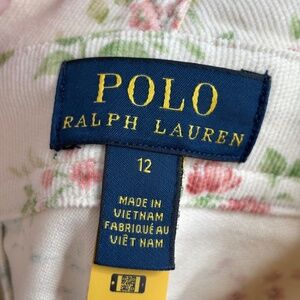 POLO
RALPH LAUREN
12
MADE IN
VIETNAM
FABRIQUÉ AU
VIÊT NAM